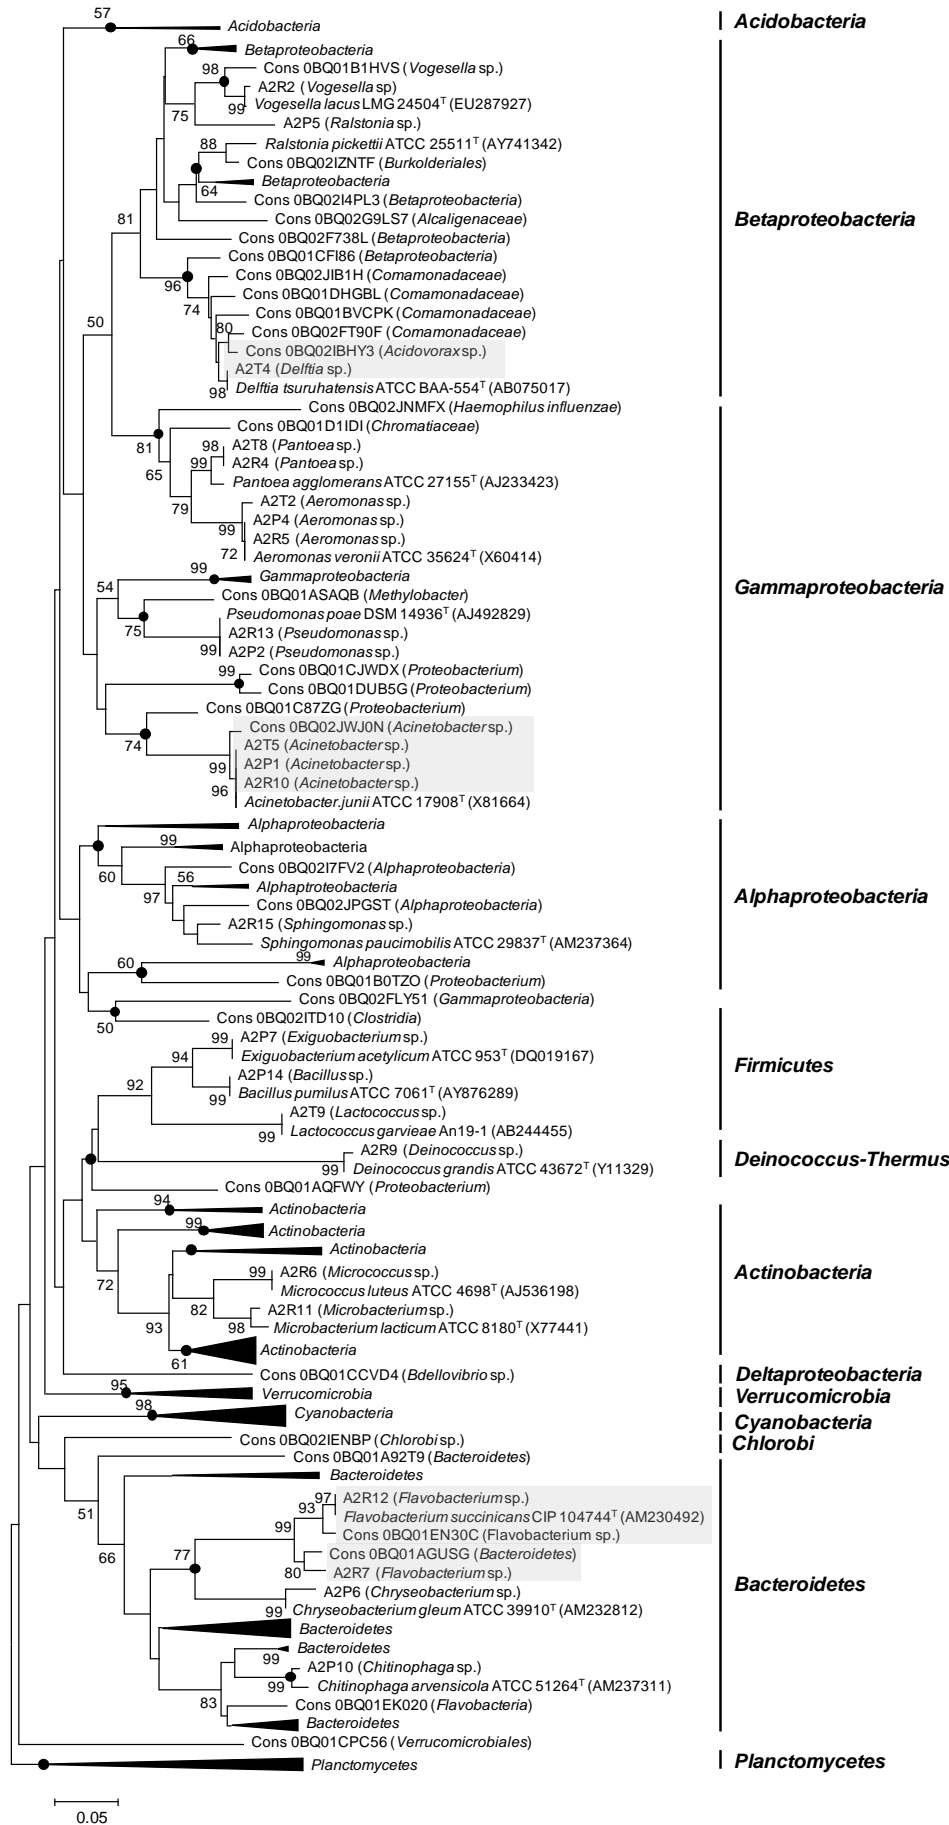 57
Acidobacteria
Acidobacteria
66
Betaproteobacteria
98
Cons 0BQ01B1HVS (Vogesella sp.)
A2R2 (Vogesella sp)
99
Vogesella lacus LMG 24504T (EU287927)
75
A2P5 (Ralstonia sp.)
88
Ralstonia pickettii ATCC 25511T (AY741342)
Cons 0BQ02IZNTF (Burkolderiales)
Betaproteobacteria
64
Cons 0BQ02I4PL3 (Betaproteobacteria)
81
Cons 0BQ02G9LS7 (Alcaligenaceae)
Betaproteobacteria
Cons 0BQ02F738L (Betaproteobacteria)
Cons 0BQ01CFI86 (Betaproteobacteria)
96
Cons 0BQ02JIB1H (Comamonadaceae)
Cons 0BQ01DHGBL (Comamonadaceae)
74
Cons 0BQ01BVCPK (Comamonadaceae)
50
80
Cons 0BQ02FT90F (Comamonadaceae)
Cons 0BQ02IBHY3 (Acidovorax sp.)
A2T4 (Delftia sp.)
98
Delftia tsuruhatensis ATCC BAA-554T (AB075017)
Cons 0BQ02JNMFX (Haemophilus influenzae)
Cons 0BQ01D1IDI (Chromatiaceae)
81
98
A2T8 (Pantoea sp.)
99
A2R4 (Pantoea sp.)
65
Pantoea agglomerans ATCC 27155T (AJ233423)
A2T2 (Aeromonas sp.)
79
A2P4 (Aeromonas sp.)
99
A2R5 (Aeromonas sp.)
72
Aeromonas veronii ATCC 35624T (X60414)
99
Gammaproteobacteria
Gammaproteobacteria
54
Cons 0BQ01ASAQB (Methylobacter)
Pseudomonas poae DSM 14936T (AJ492829)
75
A2R13 (Pseudomonas sp.)
99
A2P2 (Pseudomonas sp.)
99
Cons 0BQ01CJWDX (Proteobacterium)
Cons 0BQ01DUB5G (Proteobacterium)
Cons 0BQ01C87ZG (Proteobacterium)
Cons 0BQ02JWJ0N (Acinetobacter sp.)
74
A2T5 (Acinetobacter sp.)
99
A2P1 (Acinetobacter sp.)
A2R10 (Acinetobacter sp.)
96
Acinetobacter.junii ATCC 17908T (X81664)
Alphaproteobacteria
99
Alphaproteobacteria
60
Cons 0BQ02I7FV2 (Alphaproteobacteria)
56
Alphaptroteobacteria
97
Alphaproteobacteria
Cons 0BQ02JPGST (Alphaproteobacteria)
A2R15 (Sphingomonas sp.)
Sphingomonas paucimobilis ATCC 29837T (AM237364)
99
60
Alphaproteobacteria
Cons 0BQ01B0TZO (Proteobacterium)
Cons 0BQ02FLY51 (Gammaproteobacteria)
50
Cons 0BQ02ITD10 (Clostridia)
99
A2P7 (Exiguobacterium sp.)
94
Exiguobacterium acetylicum ATCC 953T (DQ019167)
Firmicutes
92
A2P14 (Bacillus sp.)
99
Bacillus pumilus ATCC 7061T (AY876289)
A2T9 (Lactococcus sp.)
99
Lactococcus garvieae An19-1 (AB244455)
A2R9 (Deinococcus sp.)
Deinococcus-Thermus
99
Deinococcus grandis ATCC 43672T (Y11329)
Cons 0BQ01AQFWY (Proteobacterium)
94
Actinobacteria
99
Actinobacteria
Actinobacteria
72
99
A2R6 (Micrococcus sp.)
Actinobacteria
Micrococcus luteus ATCC 4698T (AJ536198)
82
A2R11 (Microbacterium sp.)
93
98
Microbacterium lacticum ATCC 8180T (X77441)
Actinobacteria
61
Cons 0BQ01CCVD4 (Bdellovibrio sp.)
Deltaproteobacteria
95
Verrucomicrobia
Verrucomicrobia
98
Cyanobacteria
Cyanobacteria
Cons 0BQ02IENBP (Chlorobi sp.)
Chlorobi
Cons 0BQ01A92T9 (Bacteroidetes)
Bacteroidetes
97
A2R12 (Flavobacterium sp.)
93
51
Flavobacterium succinicans CIP 104744T (AM230492)
99
Cons 0BQ01EN30C (Flavobacterium sp.)
66
77
Cons 0BQ01AGUSG (Bacteroidetes)
80
A2R7 (Flavobacterium sp.)
Bacteroidetes
A2P6 (Chryseobacterium sp.)
99
Chryseobacterium gleum ATCC 39910T (AM232812)
Bacteroidetes
Bacteroidetes
99
A2P10 (Chitinophaga sp.)
99
Chitinophaga arvensicola ATCC 51264T (AM237311)
83
Cons 0BQ01EK020 (Flavobacteria)
Bacteroidetes
Cons 0BQ01CPC56 (Verrucomicrobiales)
Planctomycetes
Planctomycetes
0.05